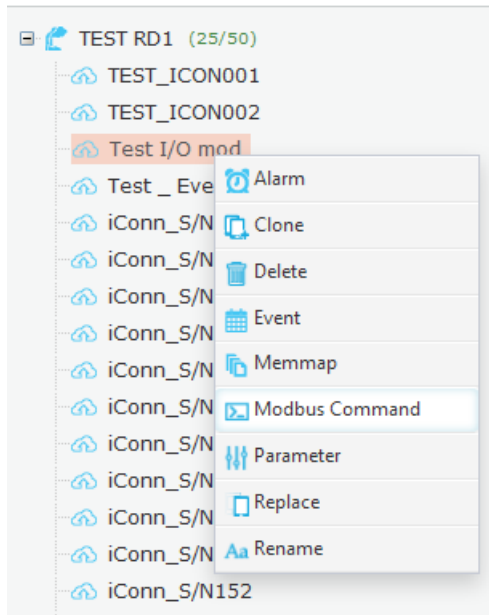 TEST RD1 (25/50)
TEST_ICON001
TEST_ICON002
Test I/O mod
Alarm
Test _ Eve
Clone
iConn_S/N
iConn_S/N
Delete
iConn_S/N
Event
iConn_S/N
Memmap
iConn_S/N
iConn_S/N
Modbus Command
iConn_S/N
Parameter
iConn_S/N
Replace
iConn_S/N
iConn_S/N
Aa Rename
iConn_S/N152